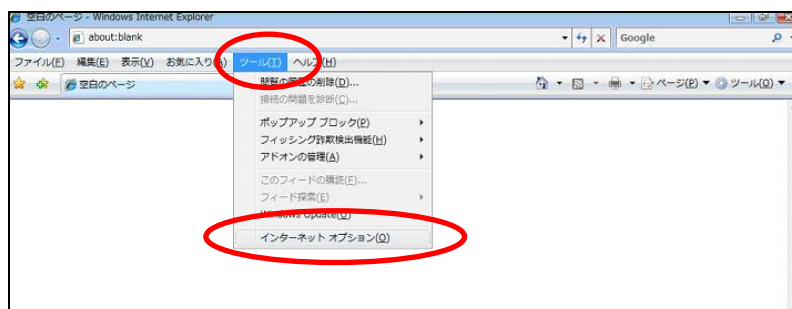 空白のページ - Windows Internet Explorer
about:blank
Google
ファイル(F) 編集(E) 表示(V) お気に入り(A) ツール(T) ヘルプ(H)
空白のページ
ページ(P) ツール(O)
閲覧の履歴の削除(D)...
接続の問題を診断(C)...
ポップアップ ブロック(P)
フィッシング詐欺検出機能(H)
アドオンの管理(A)
このフィードの購読(F)...
フィード探索(E)
Windows Update(U)
インターネット オプション(O)